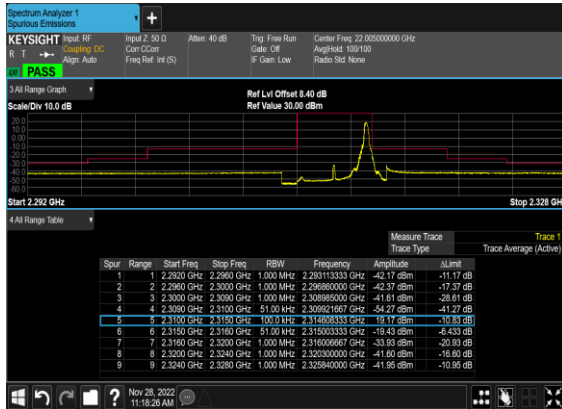 Spectrum Analyzer 1
Spurious Emissions
KEYSIGHT Input: RF Input Z: 50 Ω Atten: 40 dB Trig: Free Run Center Freq: 22.005000000 GHz
R T Coupling: DC Corr CCorr Gate: Off Avg|Hold: 100/100
Align: Auto Freq Ref: Int (S) IF Gain: Low Radio Std: None
LW PASS
3 All Range Graph
Scale/Div 10.0 dB
Ref Lvl Offset 8.40 dB
Ref Value 30.00 dBm
20.0
10.0
0.00
-10.0
-20.0
-30.0
-40.0
-50.0
-60.0
Start 2.292 GHz Stop 2.328 GH
4 All Range Table
Measure Trace Trace 1
Trace Type Trace Average (Active)
Spur Range Start Freq Stop Freq RBW Frequency Amplitude ΔLimit
1 1 2.2920 GHz 2.2960 GHz 1.000 MHz 2.293113333 GHz -42.17 dBm -11.17 dB
2 2 2.2960 GHz 2.3000 GHz 1.000 MHz 2.296860000 GHz -42.37 dBm -17.37 dB
3 3 2.3000 GHz 2.3090 GHz 1.000 MHz 2.308985000 GHz -41.61 dBm -28.61 dB
4 4 2.3090 GHz 2.3100 GHz 51.00 kHz 2.309921667 GHz -54.27 dBm -41.27 dB
5 5 2.3100 GHz 2.3150 GHz 100.0 kHz 2.314608333 GHz 19.17 dBm -10.83 dB
6 6 2.3150 GHz 2.3160 GHz 51.00 kHz 2.315003333 GHz -19.43 dBm -6.433 dB
7 7 2.3160 GHz 2.3200 GHz 1.000 MHz 2.316006667 GHz -33.93 dBm -20.93 dB
8 8 2.3200 GHz 2.3240 GHz 1.000 MHz 2.320300000 GHz -41.60 dBm -16.60 dB
9 9 2.3240 GHz 2.3280 GHz 1.000 MHz 2.325840000 GHz -41.95 dBm -10.95 dB
? Nov 28, 2022
11:18:26 AM